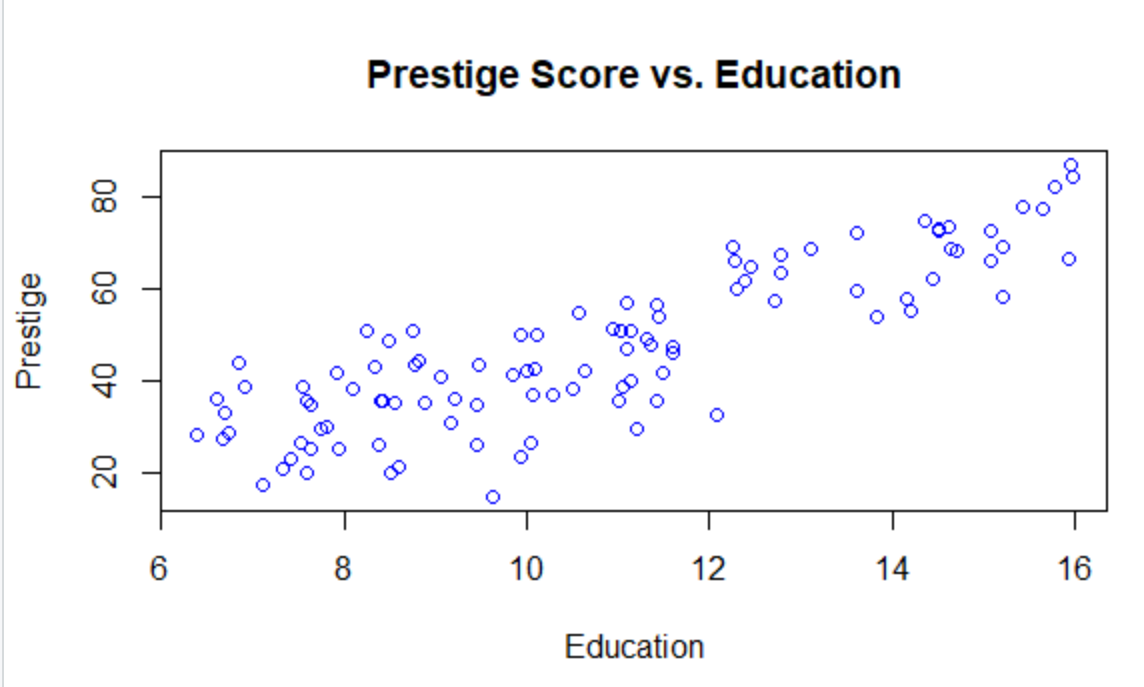 Prestige Score vs. Education
80
60
40
20
Prestige
6 8 10 12 14 16
Education